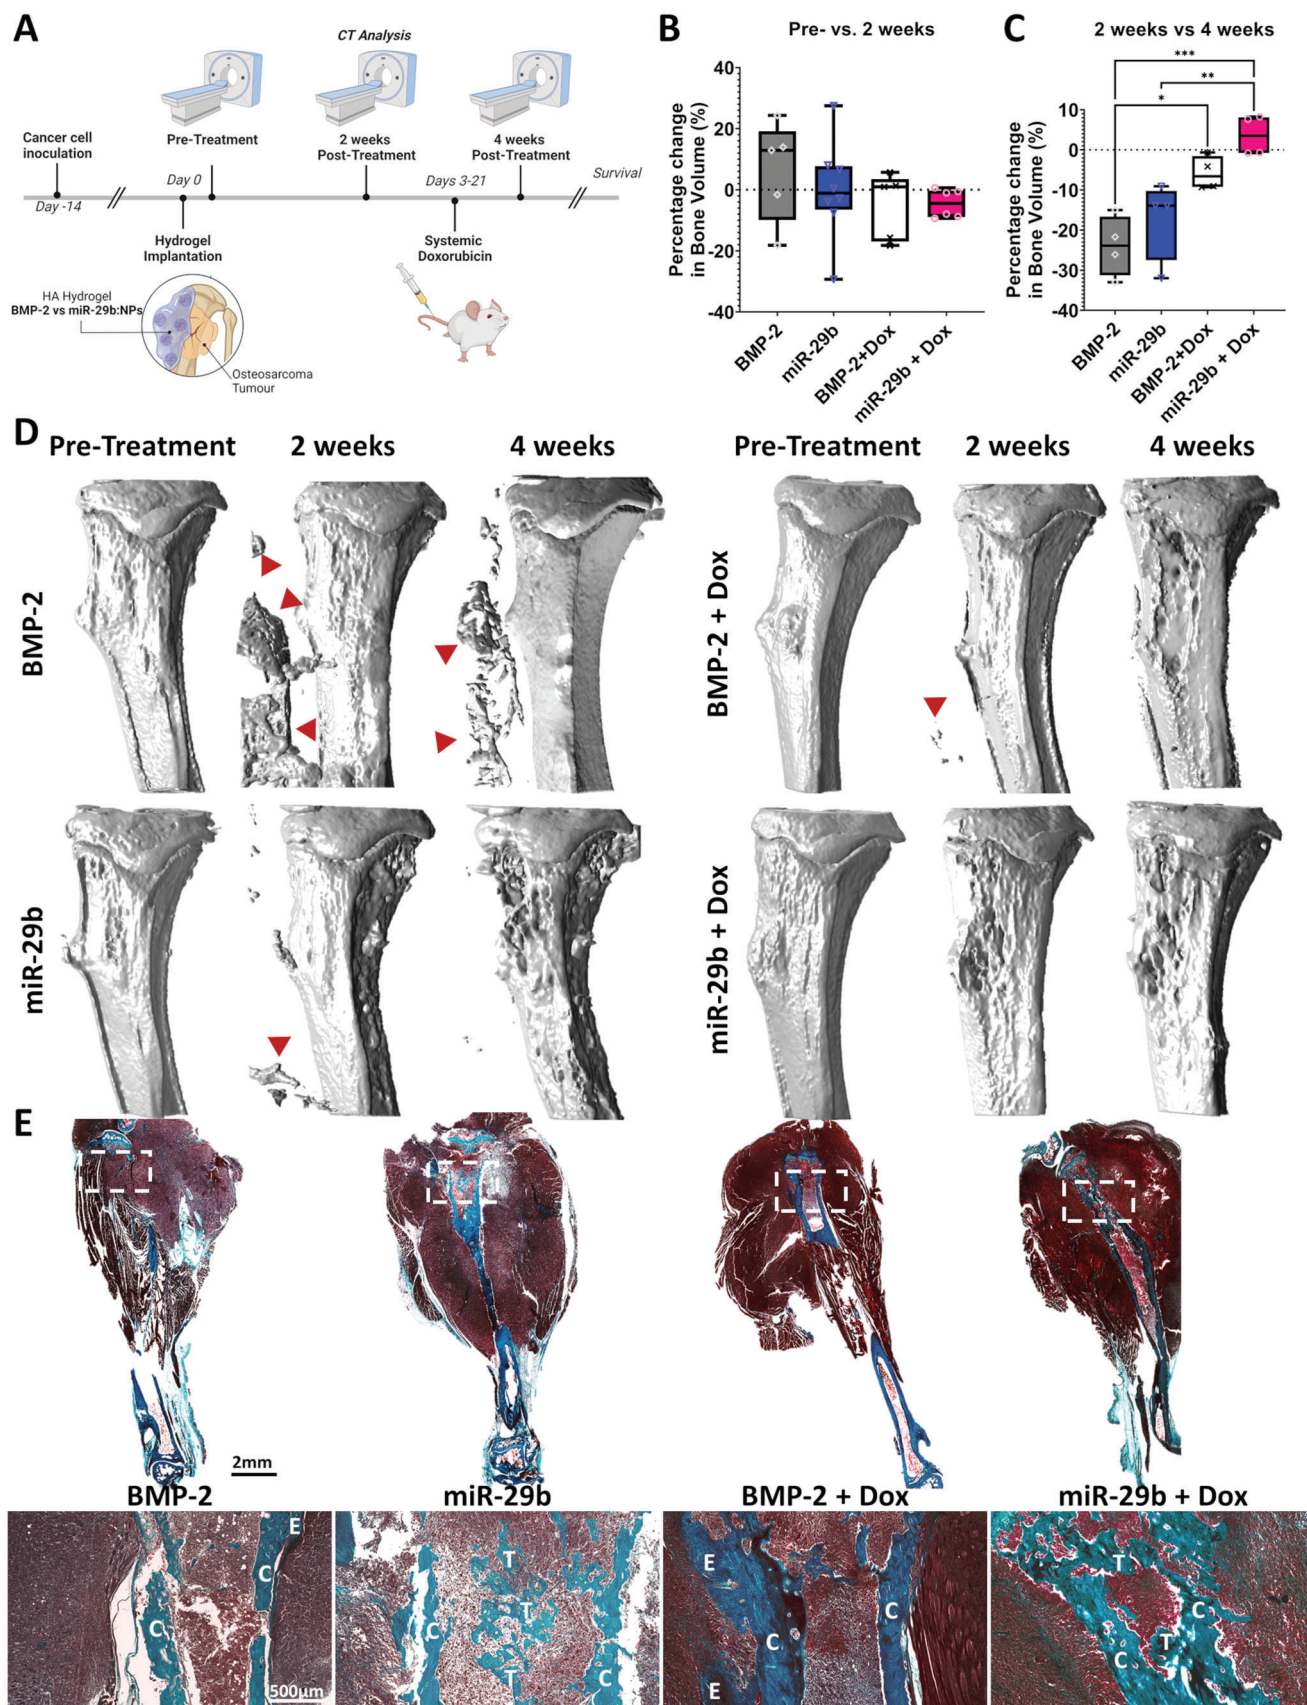 A
CT Analysis
Cancer cell
inoculation
Pre-Treatment
2 weeks
Post-Treatment
4 weeks
Post-Treatment
Survival
Day -14
Day 0
Days 3-21
Hydrogel
Implantation
Systemic
Doxorubicin
HA Hydrogel
BMP-2 vs miR-29b:NPs
Osteosarcoma
Tumour
B
Pre- vs. 2 weeks
Percentage change
in Bone Volume (%)
40
20
0
-20
-40
BMP-2
miR-29b
BMP-2+Dox
miR-29b + Dox
C
2 weeks vs 4 weeks
***
**
*
Percentage change
in Bone Volume (%)
10
0
-10
-20
-30
-40
BMP-2
miR-29b
BMP-2+Dox
miR-29b + Dox
D
Pre-Treatment 2 weeks 4 weeks
Pre-Treatment 2 weeks 4 weeks
BMP-2
BMP-2 + Dox
miR-29b
miR-29b + Dox
E
2mm
BMP-2
miR-29b
BMP-2 + Dox
miR-29b + Dox
E
C
C
500µm
T
T
C
T
C
E
C
C
E
T
C
T
C